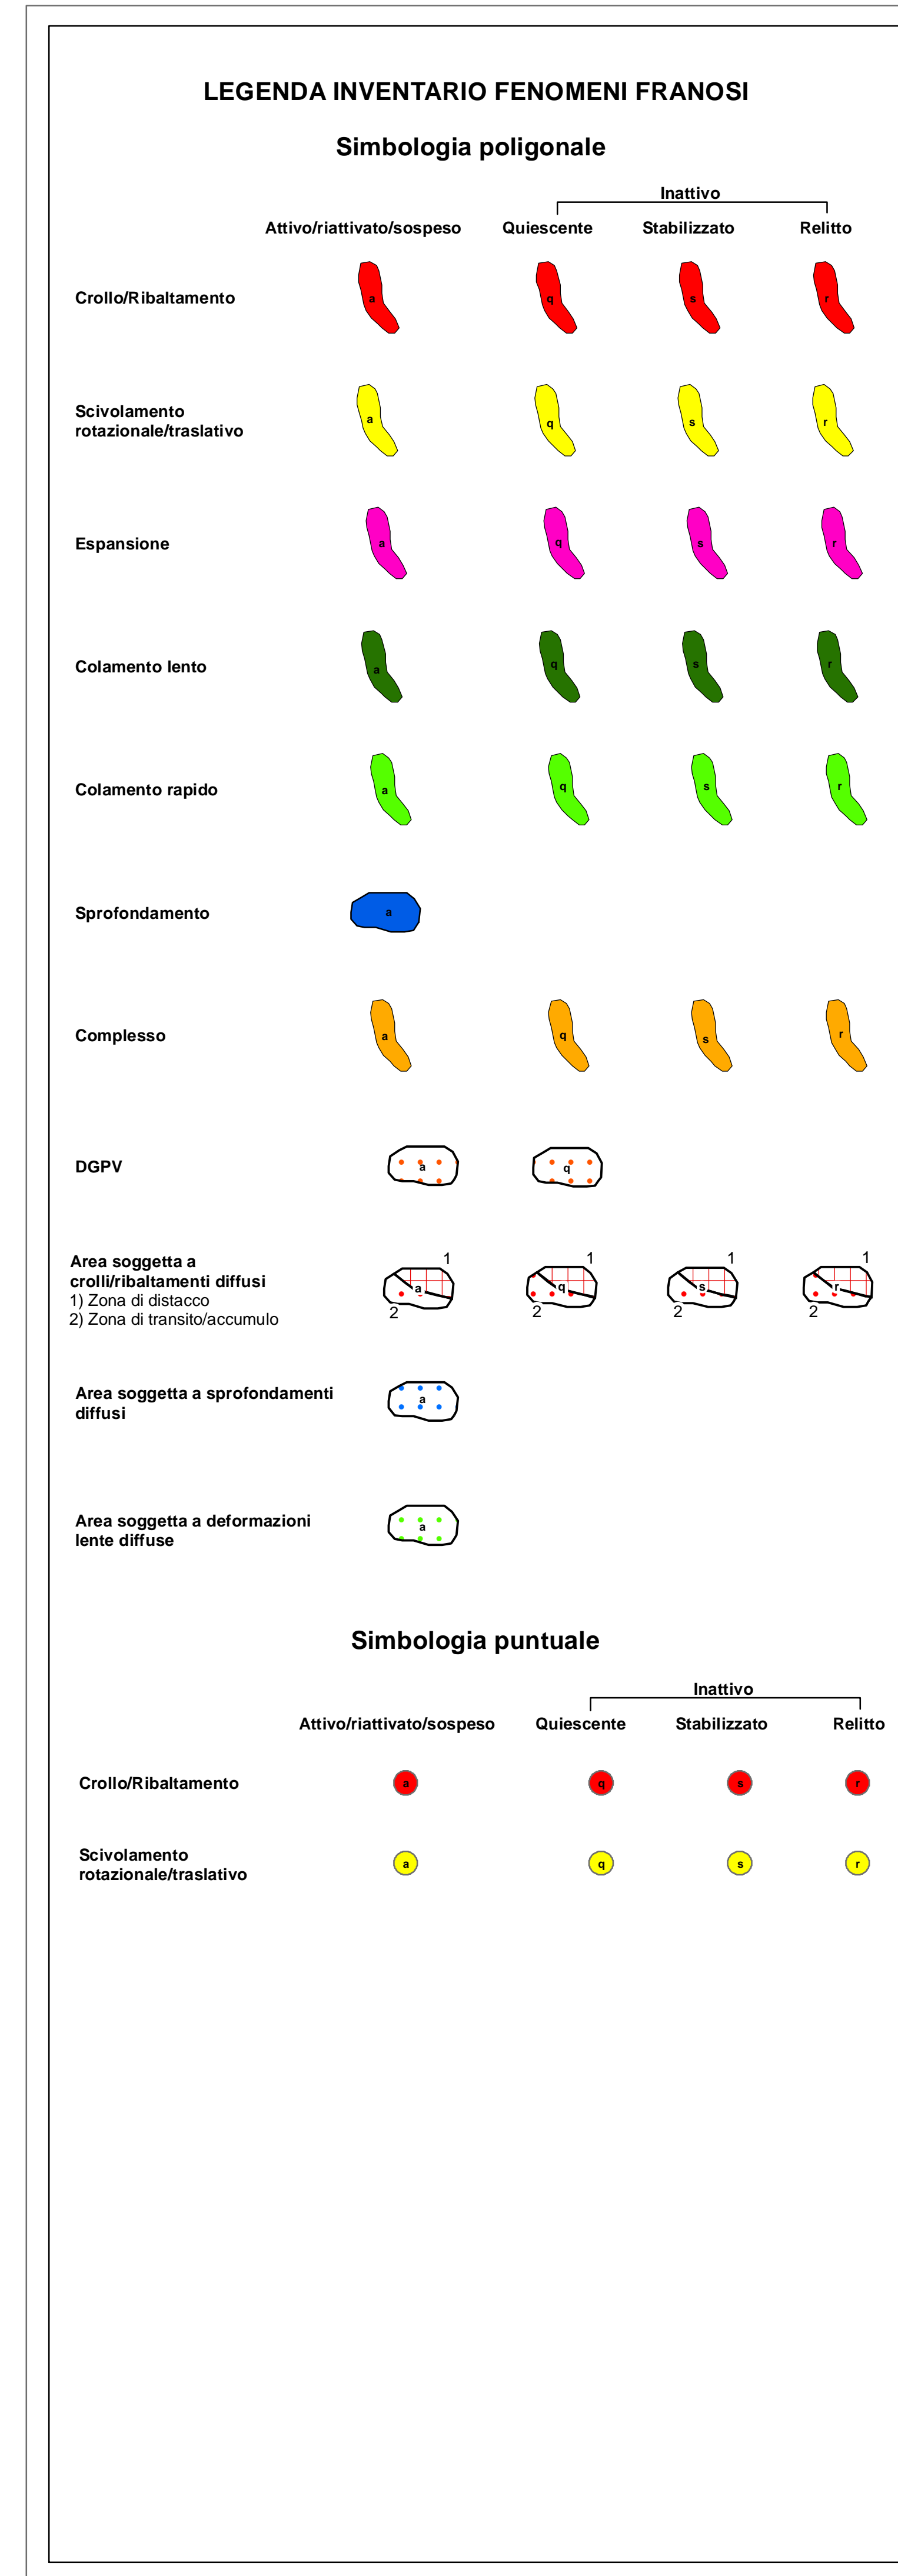 LEGENDA INVENTARIO FENOMENI FRANOSI
Simbologia poligonale
Inattivo
Attivo/riattivato/sospeso Quiescente Stabilizzato Relitto
Crollo/Ribaltamento a q s r
Scivolamento
rotazionale/traslativo a q s r
Espansione a q s r
Colamento lento a q s r
Colamento rapido a q s r
Sprofondamento a
Complesso a q s r
DGPV a q
Area soggetta a 1 1 1 1
crolli/ribaltamenti diffusi
1) Zona di distacco a q s r
2) Zona di transito/accumulo 2 2 2 2
Area soggetta a sprofondamenti a
diffusi
Area soggetta a deformazioni a
lente diffuse
Simbologia puntuale
Inattivo
Attivo/riattivato/sospeso Quiescente Stabilizzato Relitto
Crollo/Ribaltamento a q s r
Scivolamento
rotazionale/traslativo a q s r